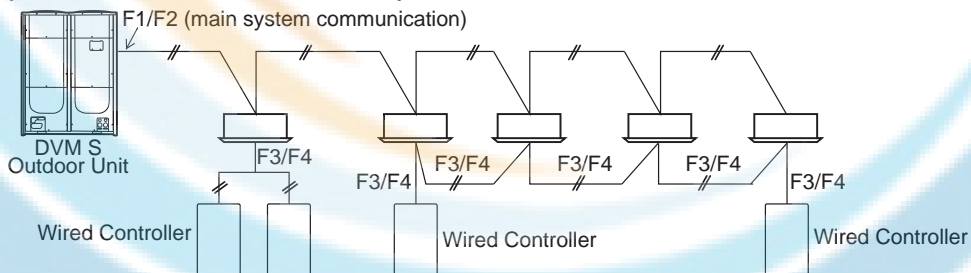 F1/F2 (main system communication)
DVM S
Outdoor Unit
F3/F4
F3/F4
F3/F4
F3/F4
F3/F4
F3/F4
Wired Controller
Wired Controller
Wired Controller